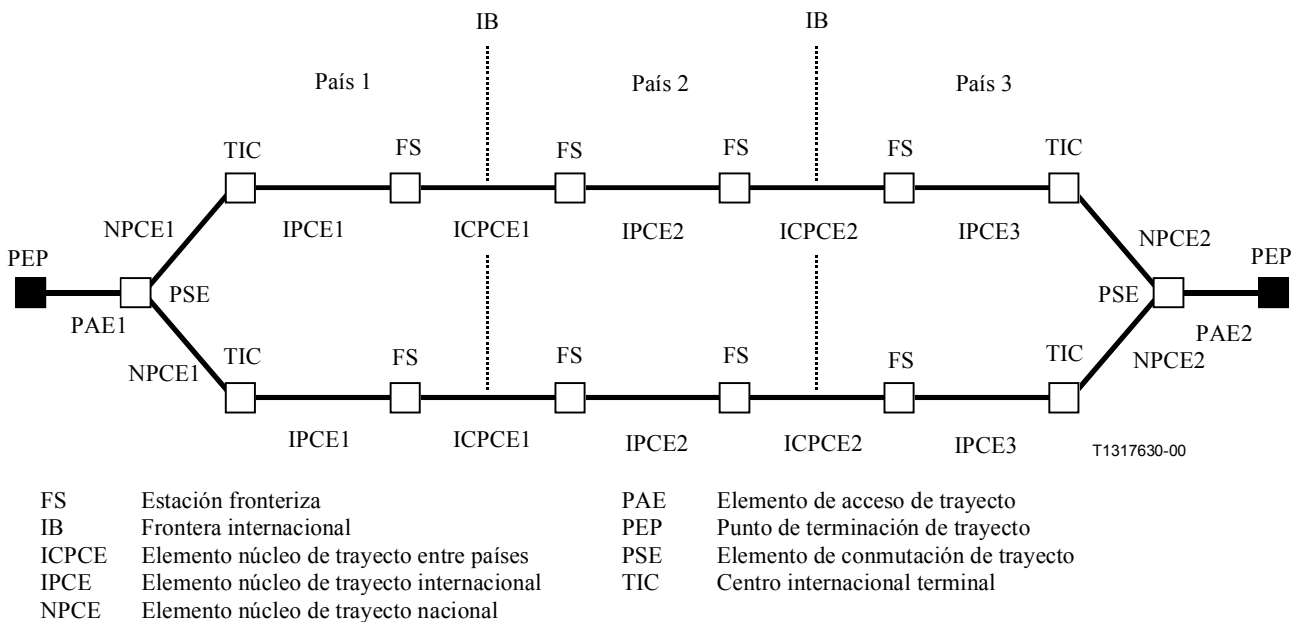 IB IB
País 1 País 2 País 3
TIC FS FS FS FS TIC
NPCE1 IPCE1 ICPCE1 IPCE2 ICPCE2 IPCE3 NPCE2
PEP PSE PSE PEP
PAE1 PAE2
NPCE1 TIC FS FS FS FS TIC NPCE2
IPCE1 ICPCE1 IPCE2 ICPCE2 IPCE3
T1317630-00
FS Estación fronteriza
IB Frontera internacional
ICPCE Elemento núcleo de trayecto entre países
IPCE Elemento núcleo de trayecto internacional
NPCE Elemento núcleo de trayecto nacional
PAE Elemento de acceso de trayecto
PEP Punto de terminación de trayecto
PSE Elemento de conmutación de trayecto
TIC Centro internacional terminal